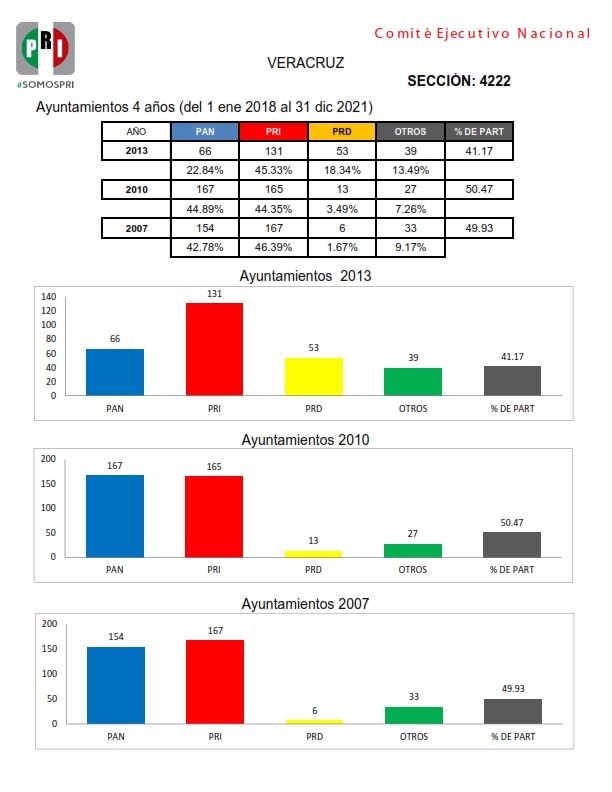 Comité Ejecutivo Nacional
PRI
#SOMOSPRI
VERACRUZ
SECCIÓN: 4222
Ayuntamientos 4 años (del 1 ene 2018 al 31 dic 2021)
AÑO PAN PRI PRD OTROS % DE PART
2013 66 131 53 39 41.17
22.84% 45.33% 18.34% 13.49%
2010 167 165 13 27 50.47
44.89% 44.35% 3.49% 7.26%
2007 154 167 6 33 49.93
42.78% 46.39% 1.67% 9.17%
Ayuntamientos 2013
140
120
100
80
60
40
20
0
66 131 53 39 41.17
PAN PRI PRD OTROS % DE PART
Ayuntamientos 2010
200
150
100
50
0
167 165 13 27 50.47
PAN PRI PRD OTROS % DE PART
Ayuntamientos 2007
200
150
100
50
0
154 167 6 33 49.93
PAN PRI PRD OTROS % DE PART